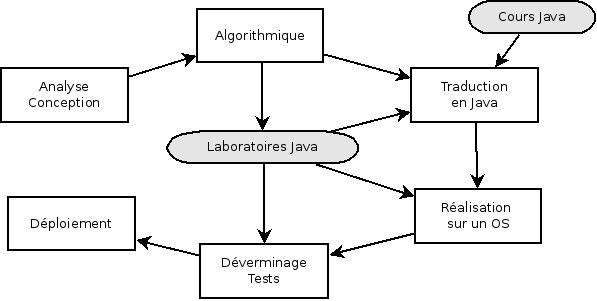 Cours Java
Algorithmique
Analyse
Conception
Traduction
en Java
Laboratoires Java
Déploiement
Réalisation
sur un OS
Déverminage
Tests